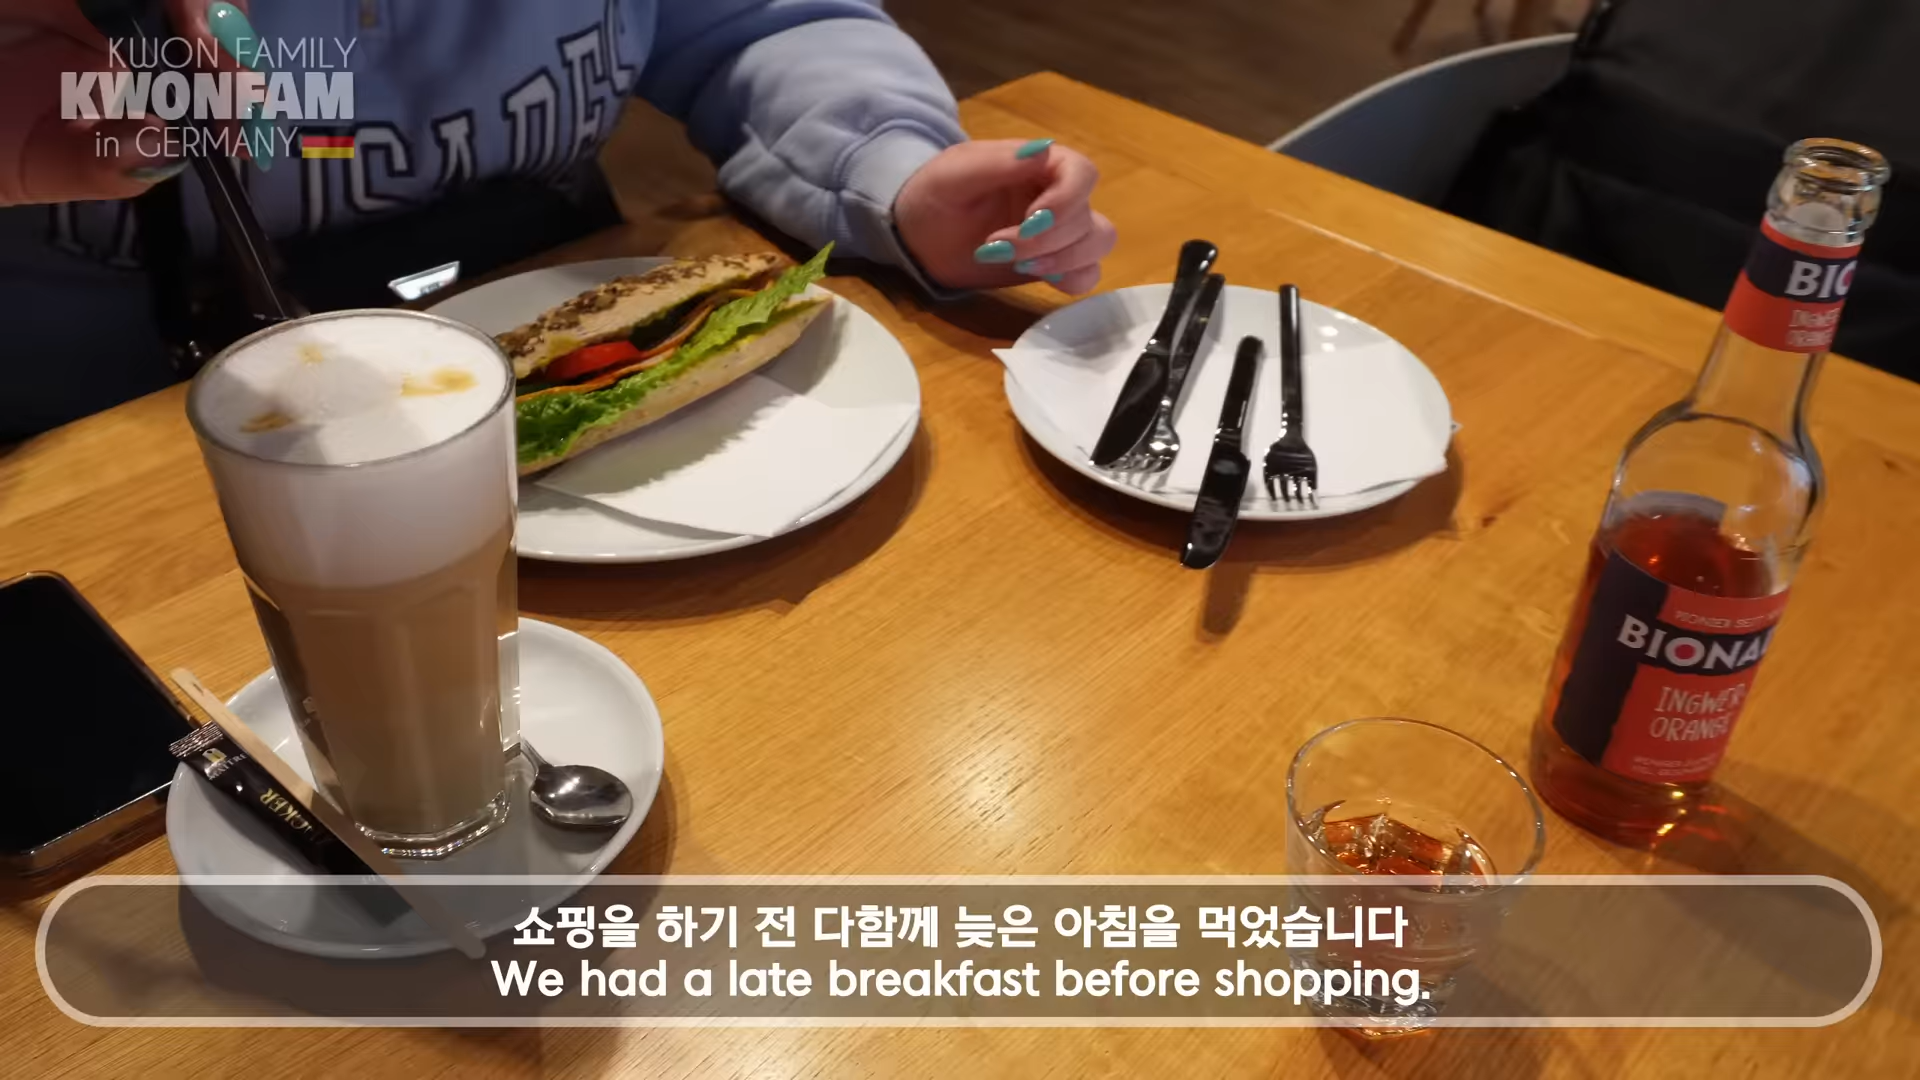 KWON FAMILY
KWONFAM
in GERMANY
BIO
BIONA
INGWER
ORANGE
쇼핑을 하기 전 다함께 늦은 아침을 먹었습니다
We had a late breakfast before shopping.